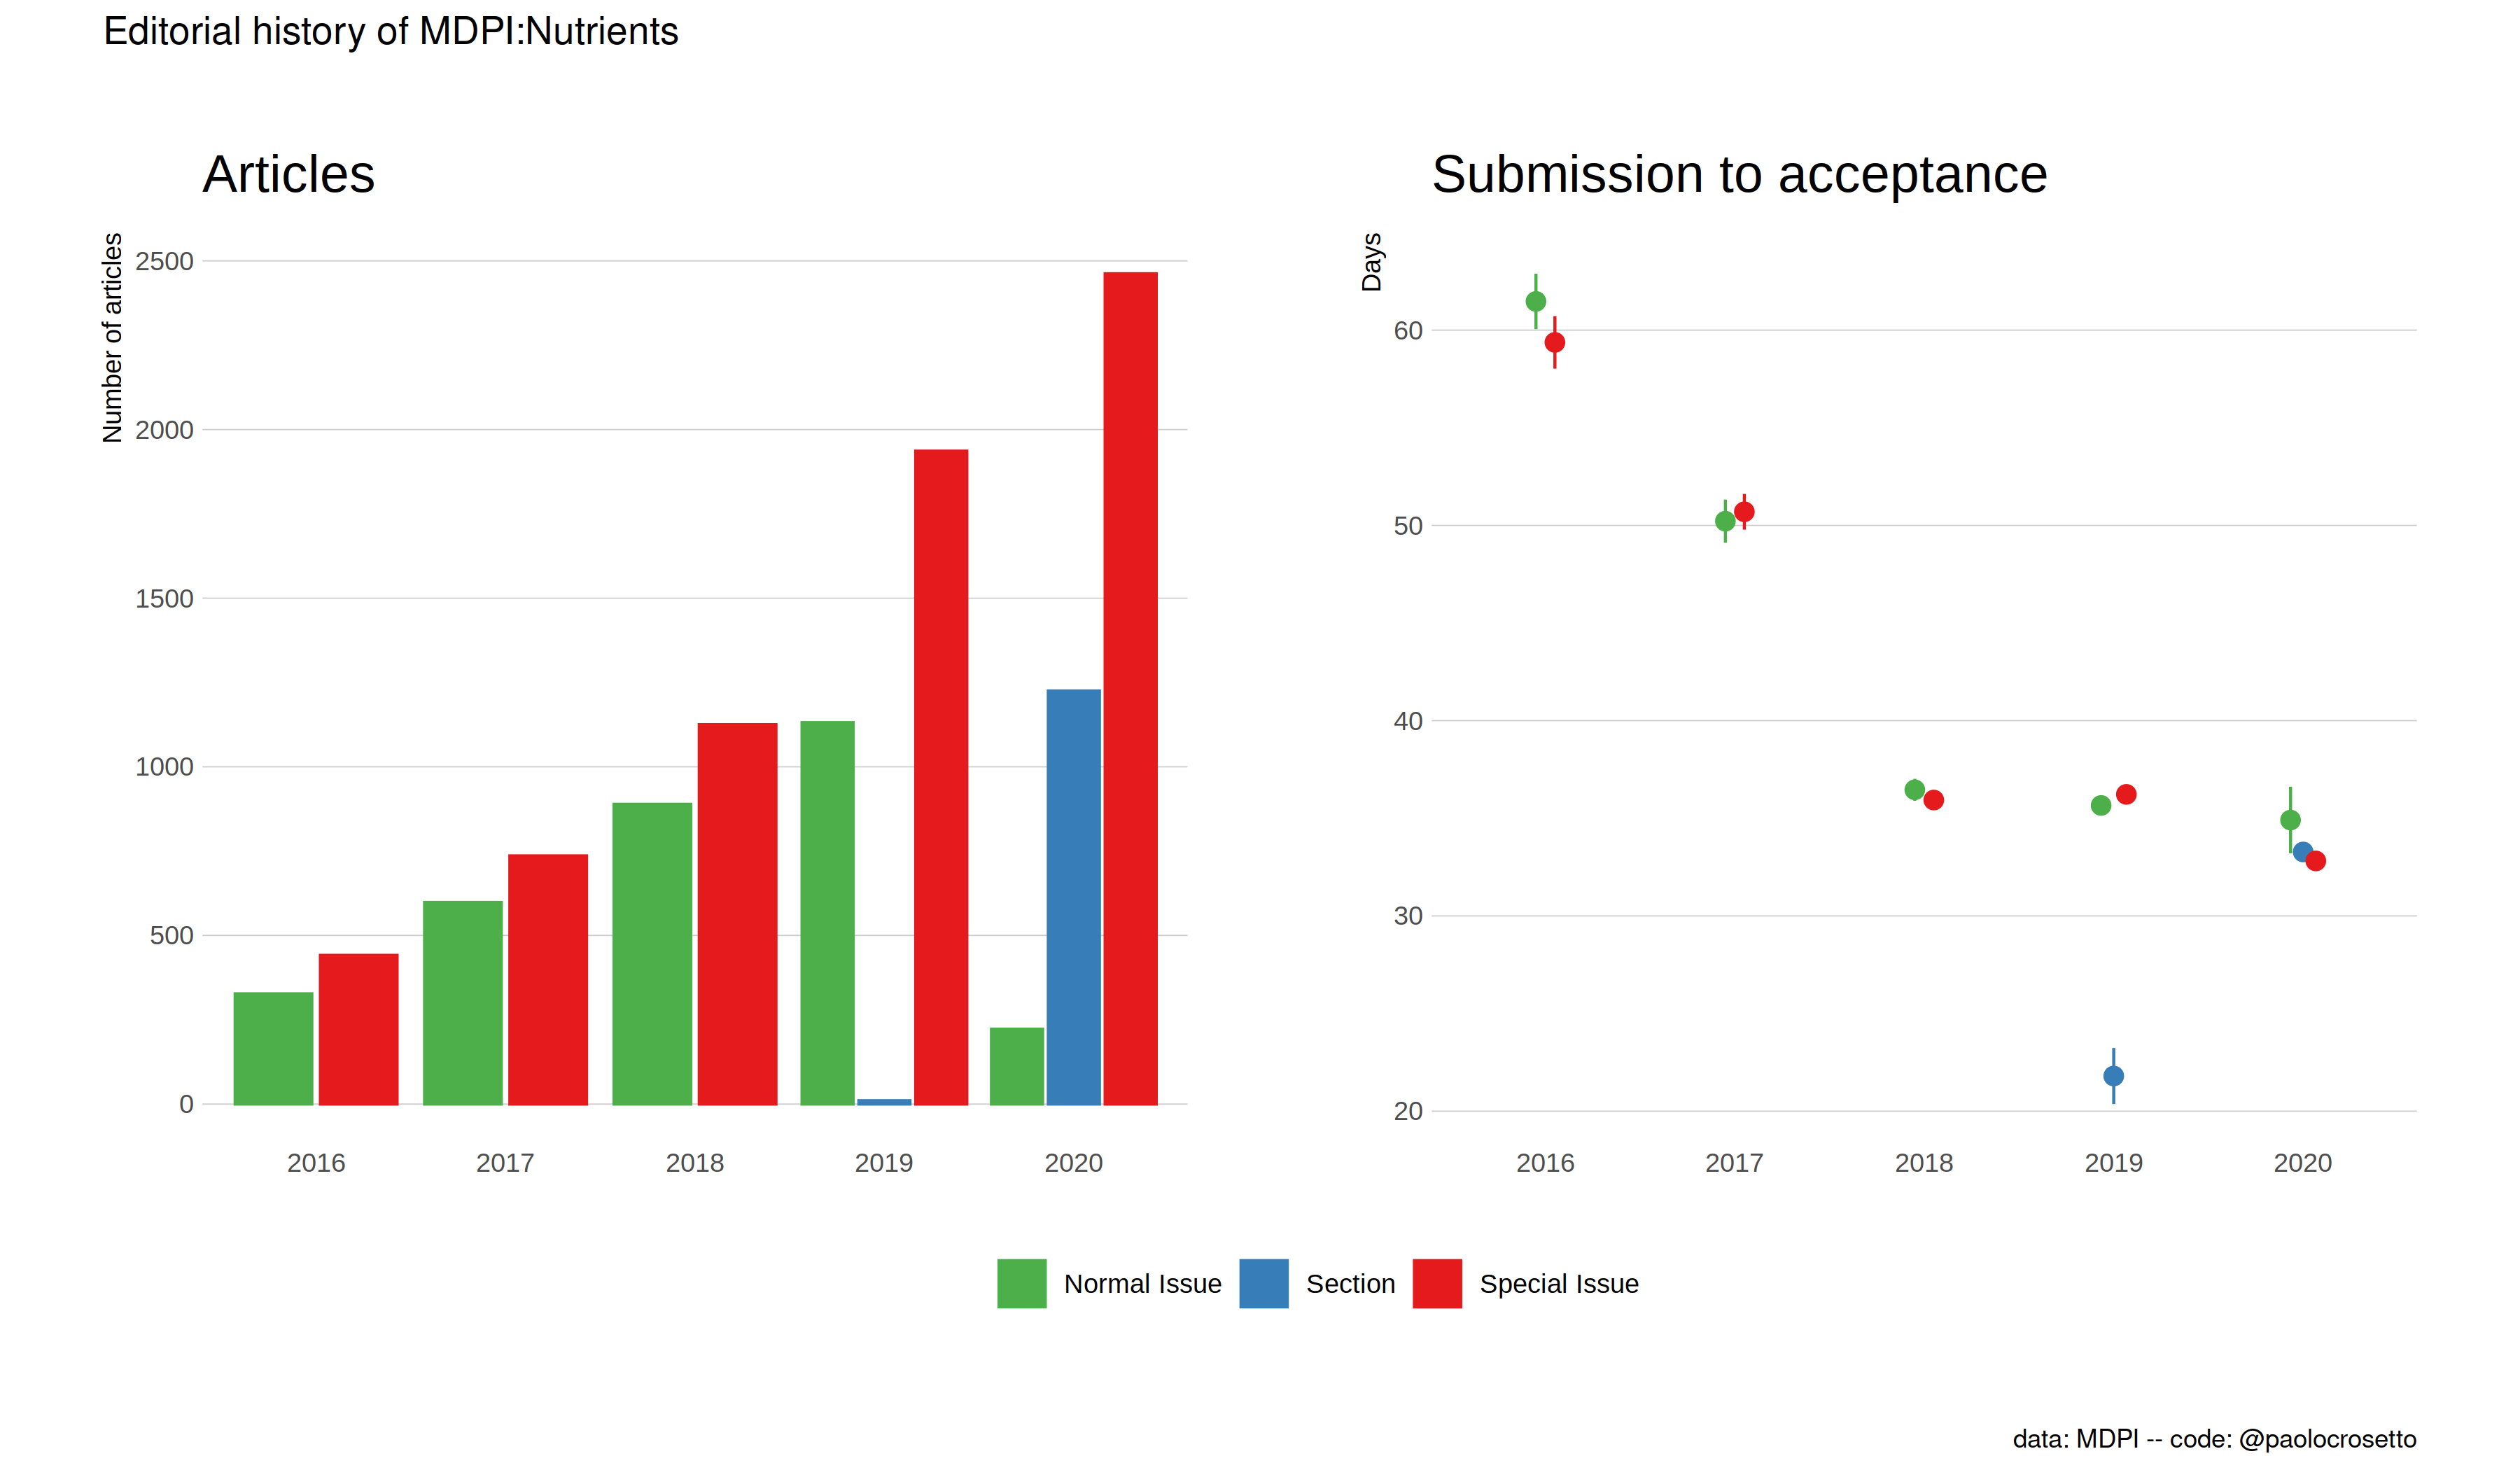 Editorial history of MDPI:Nutrients
Articles
Number of articles
2500
2000
1500
1000
500
0
2016 2017 2018 2019 2020
Submission to acceptance
Days
60
50
40
30
20
2016 2017 2018 2019 2020
Normal Issue Section Special Issue
data: MDPI -- code: @paolocrosetto